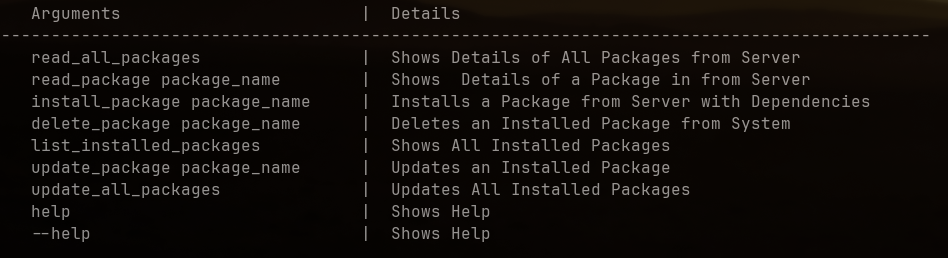 Arguments | Details
---------------------------------------------------------------------------------------------
read_all_packages | Shows Details of All Packages from Server
read_package package_name | Shows  Details of a Package in from Server
install_package package_name | Installs a Package from Server with Dependencies
delete_package package_name | Deletes an Installed Package from System
list_installed_packages | Shows All Installed Packages
update_package package_name | Updates an Installed Package
update_all_packages | Updates All Installed Packages
help | Shows Help
--help | Shows Help